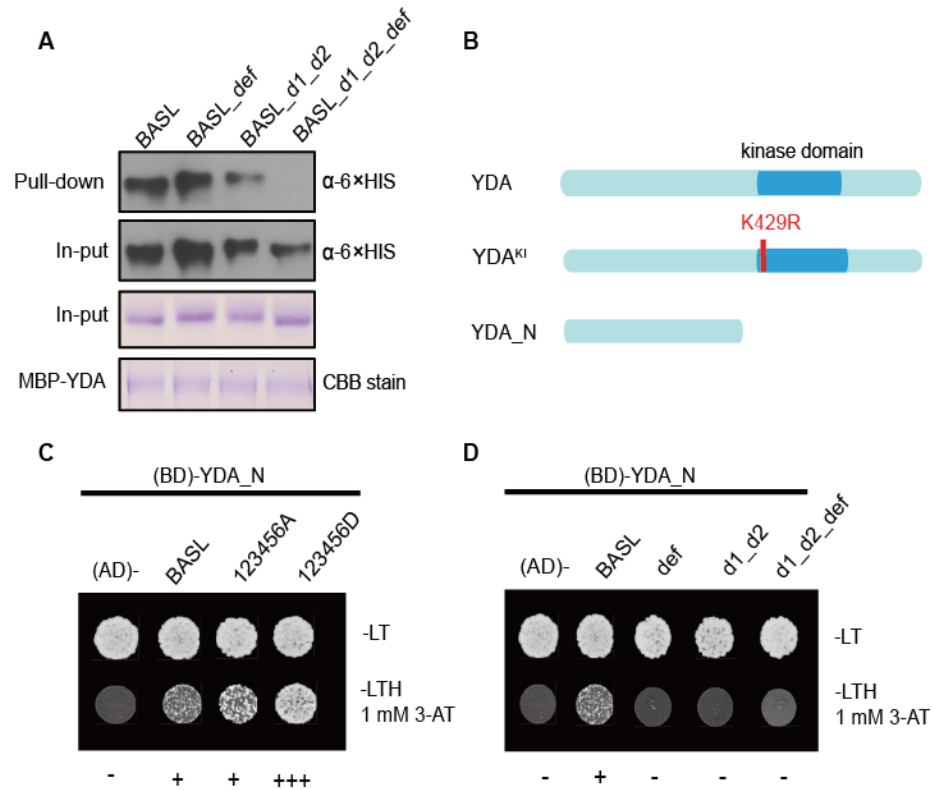 A
BASL
BASL_def
BASL_d1_d2
BASL_d1_d2_def
Pull-down
α-6×HIS
In-put
α-6×HIS
In-put
MBP-YDA
CBB stain
B
kinase domain
YDA
K429R
YDAᴷᴵ
YDA_N
C
(BD)-YDA_N
(AD)-
BASL
123456A
123456D
-LT
-LTH
1 mM 3-AT
- + + +++
D
(BD)-YDA_N
(AD)-
BASL
def
d1_d2
d1_d2_def
-LT
-LTH
1 mM 3-AT
- + - - -